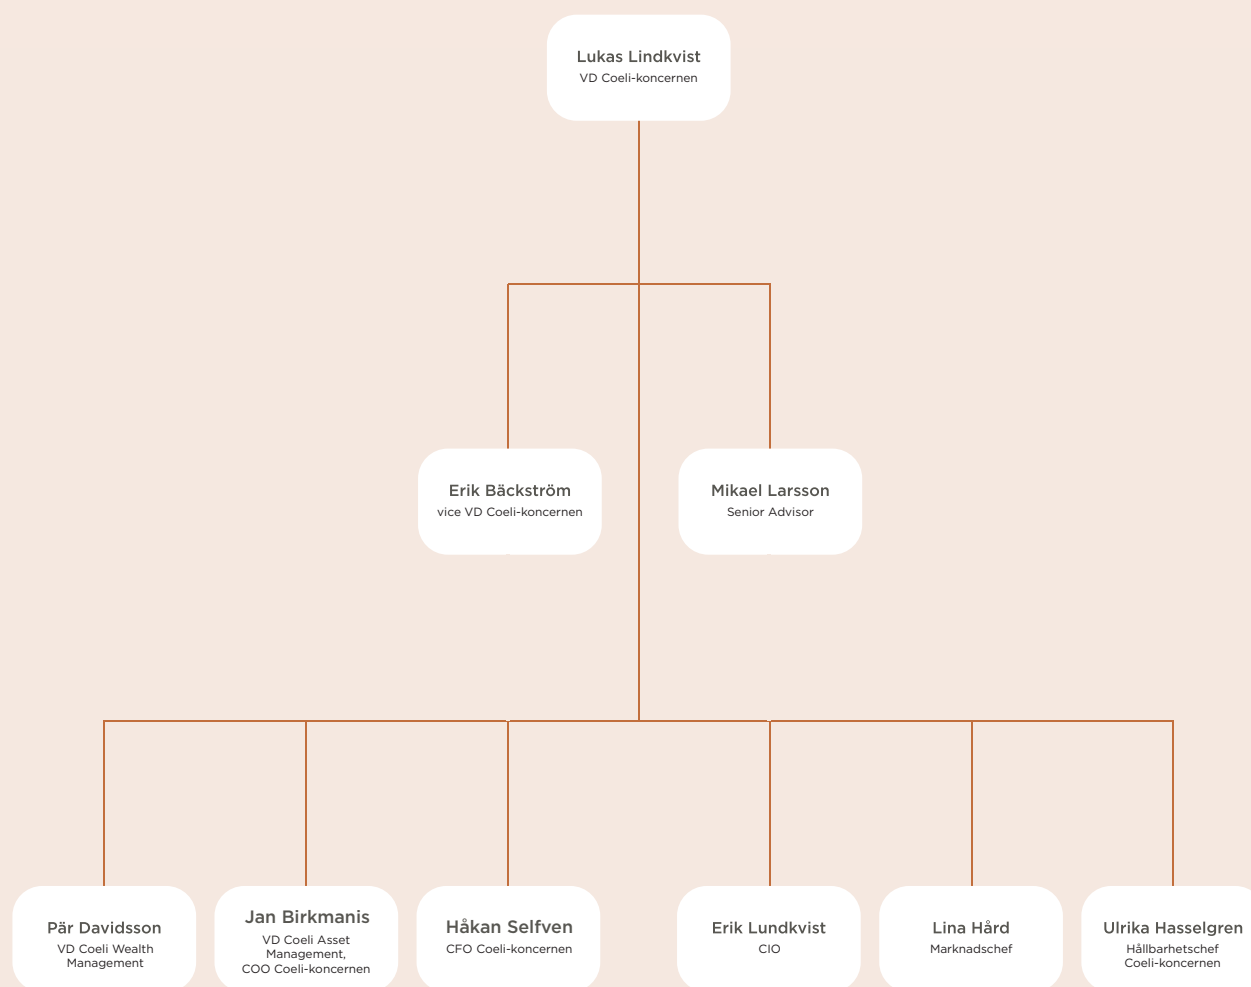 Lukas Lindkvist
VD Coeli-koncernen
Erik Bäckström
vice VD Coeli-koncernen
Mikael Larsson
Senior Advisor
Pär Davidsson
VD Coeli Wealth
Management
Jan Birkmanis
VD Coeli Asset
Management,
COO Coeli-koncernen
Håkan Selfven
CFO Coeli-koncernen
Erik Lundkvist
CIO
Lina Hård
Marknadschef
Ulrika Hasselgren
Hållbarhetschef
Coeli-koncernen